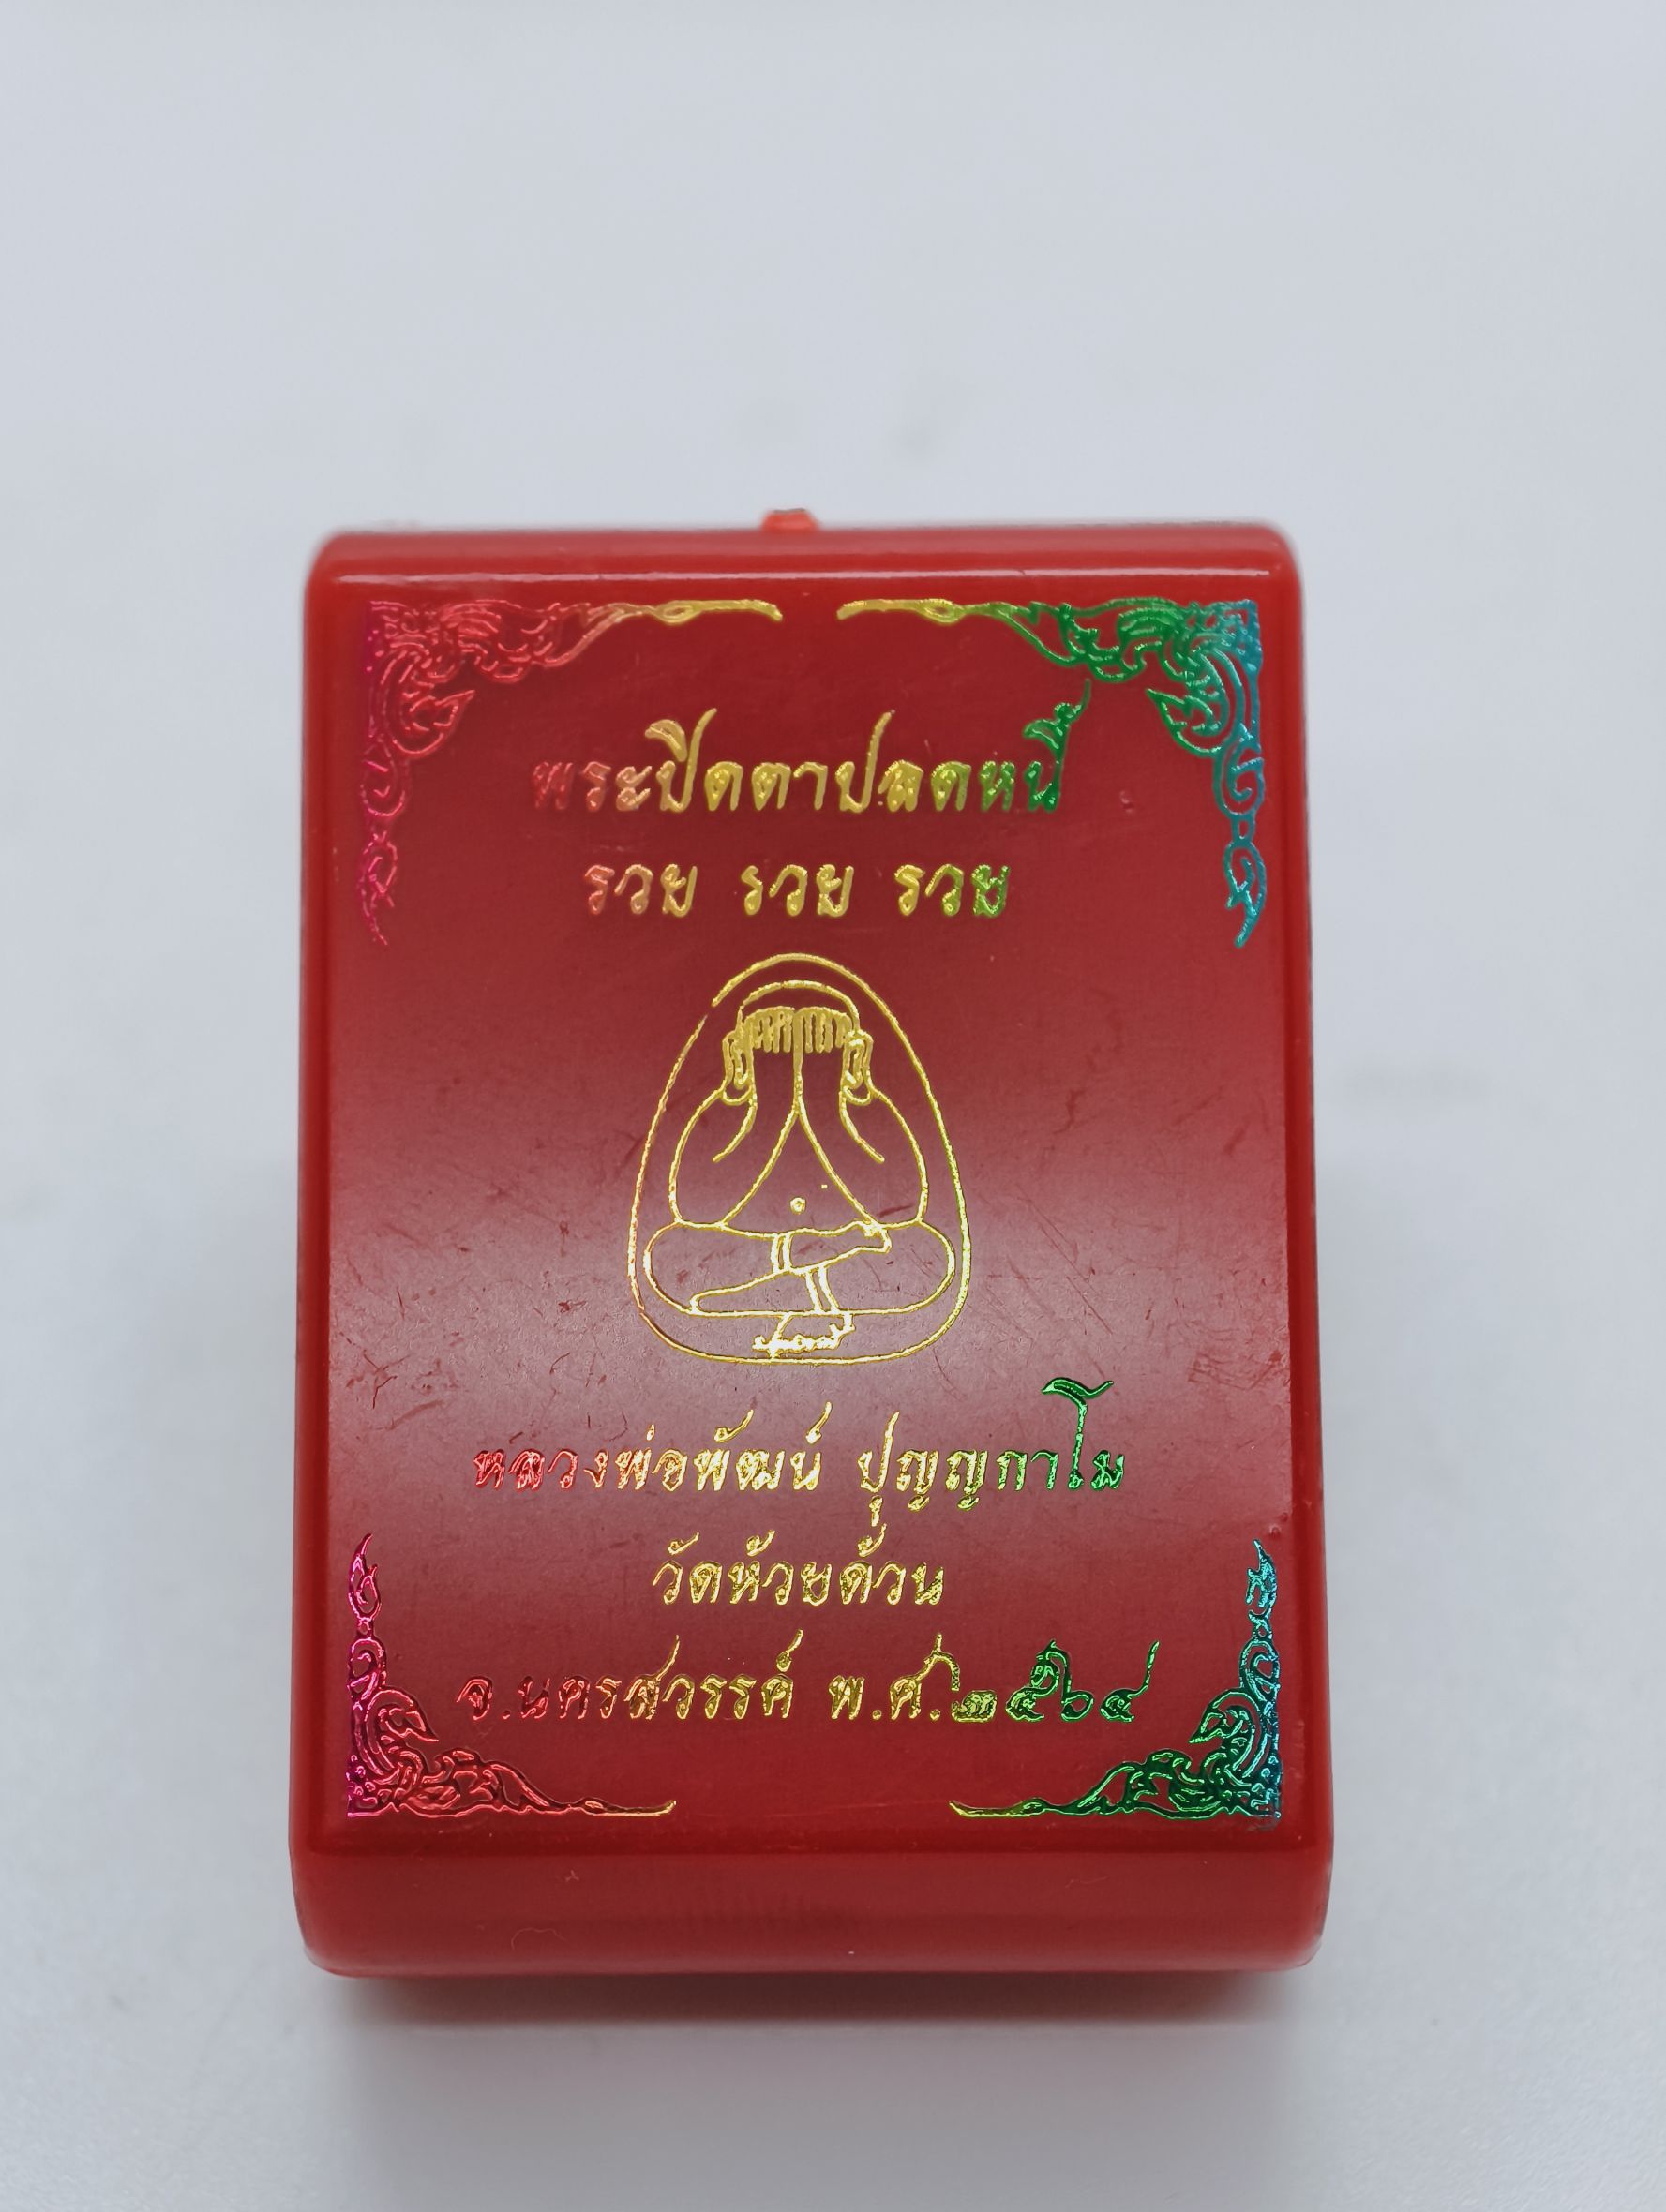 พระปิดตาปลดหนี้
รวย รวย รวย
หลวงพ่อพัฒน์ ปุญญกาโม
วัดห้วยด้วน
จ.นครสวรรค์ พ.ศ.๒๕๖๔